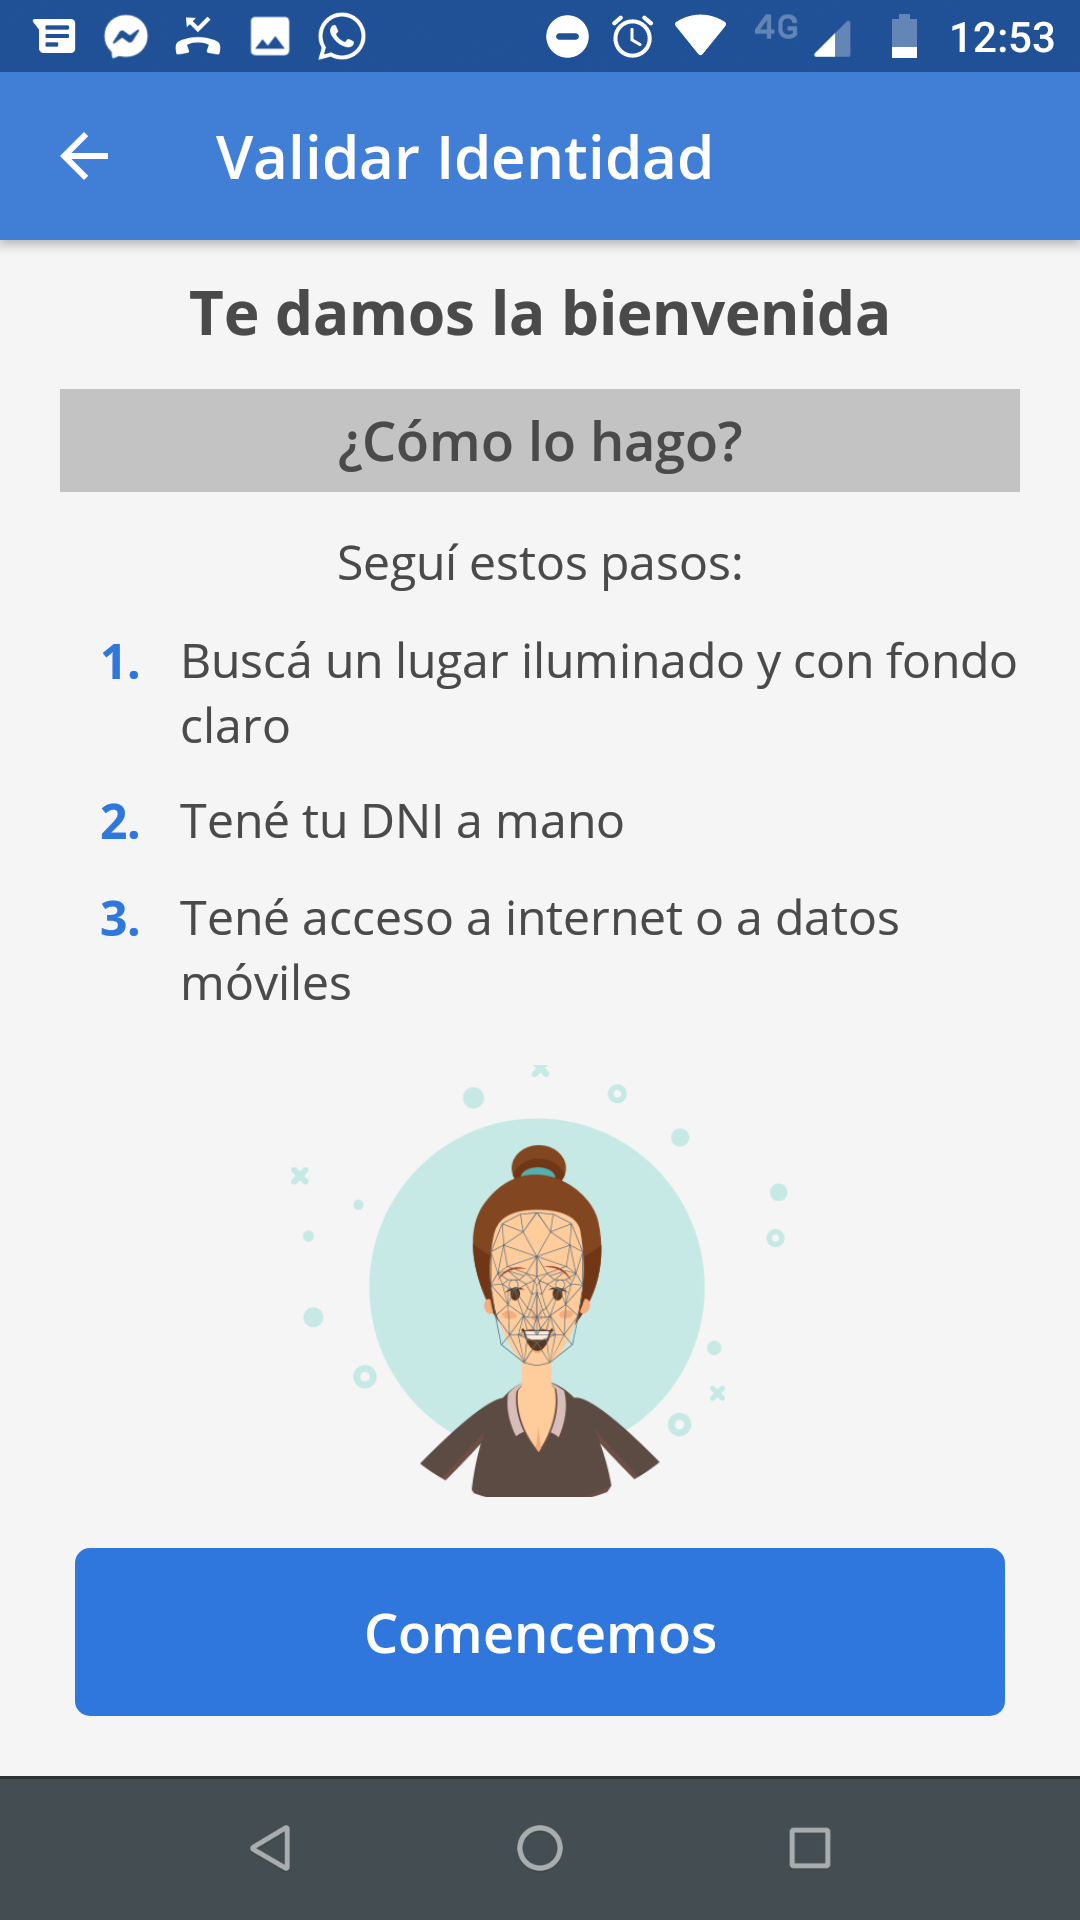 4G 12:53
Validar Identidad
Te damos la bienvenida
¿Cómo lo hago?
Seguí estos pasos:
1. Buscá un lugar iluminado y con fondo
claro
2. Tené tu DNI a mano
3. Tené acceso a internet o a datos
móviles
Comencemos